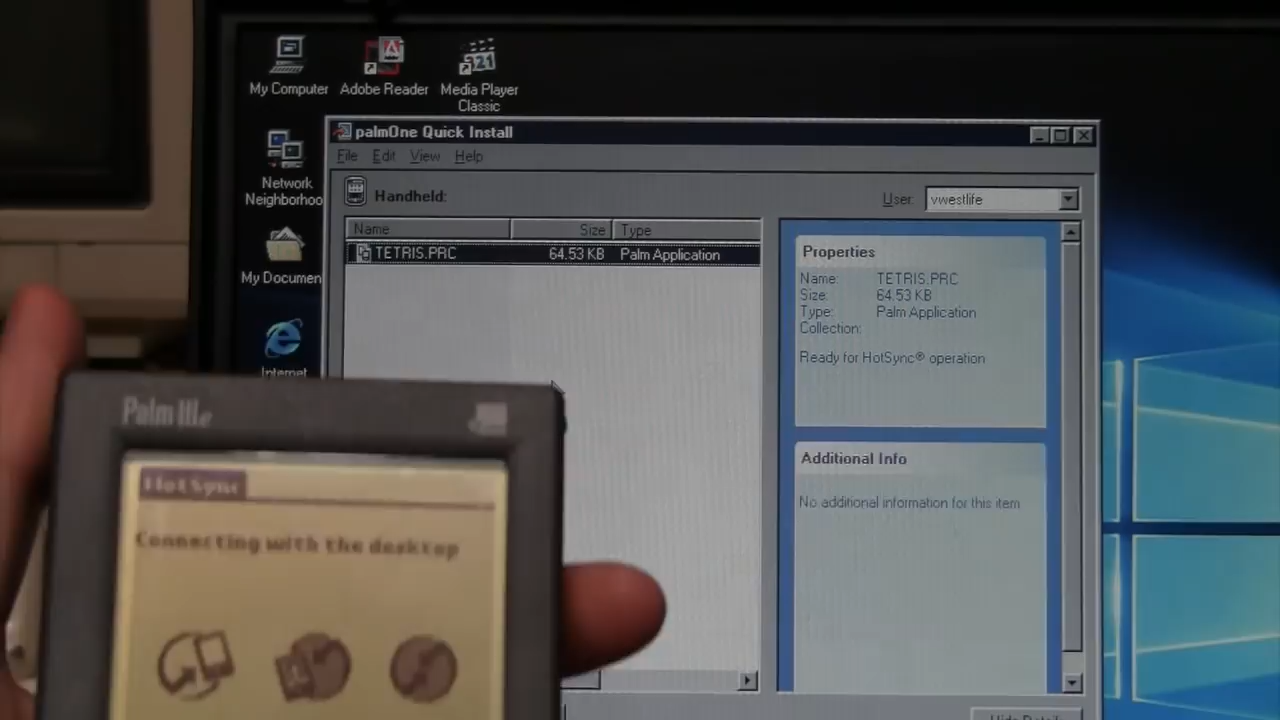 My Computer
Adobe Reader
Media Player
Classic
palmOne Quick Install
File Edit View Help
Network
Neighborhoo
Handheld:
User: vwestlife
Name Size Type
TETRIS.PRC 64.53 KB Palm Application
My Documen
Properties
Name: TETRIS.PRC
Size: 64.53 KB
Type: Palm Application
Collection:
Ready for HotSync® operation
Internet
Additional Info
No additional information for this item
Palm IIIe
HotSync
Connecting with the desktop
Hide Detail